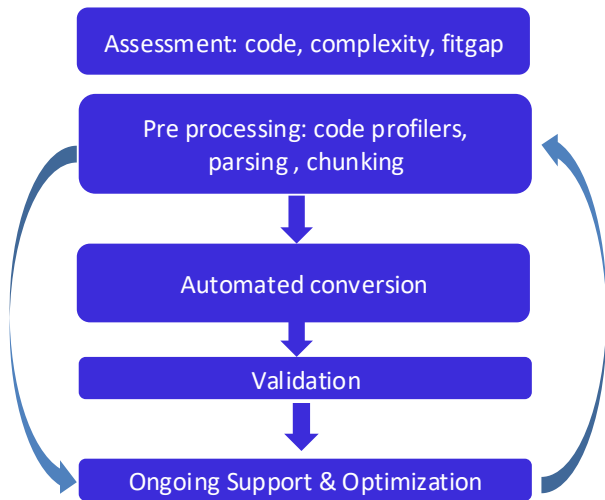 Assessment: code, complexity, fitgap
Pre processing: code profilers,
parsing , chunking
Automated conversion
Validation
Ongoing Support & Optimization